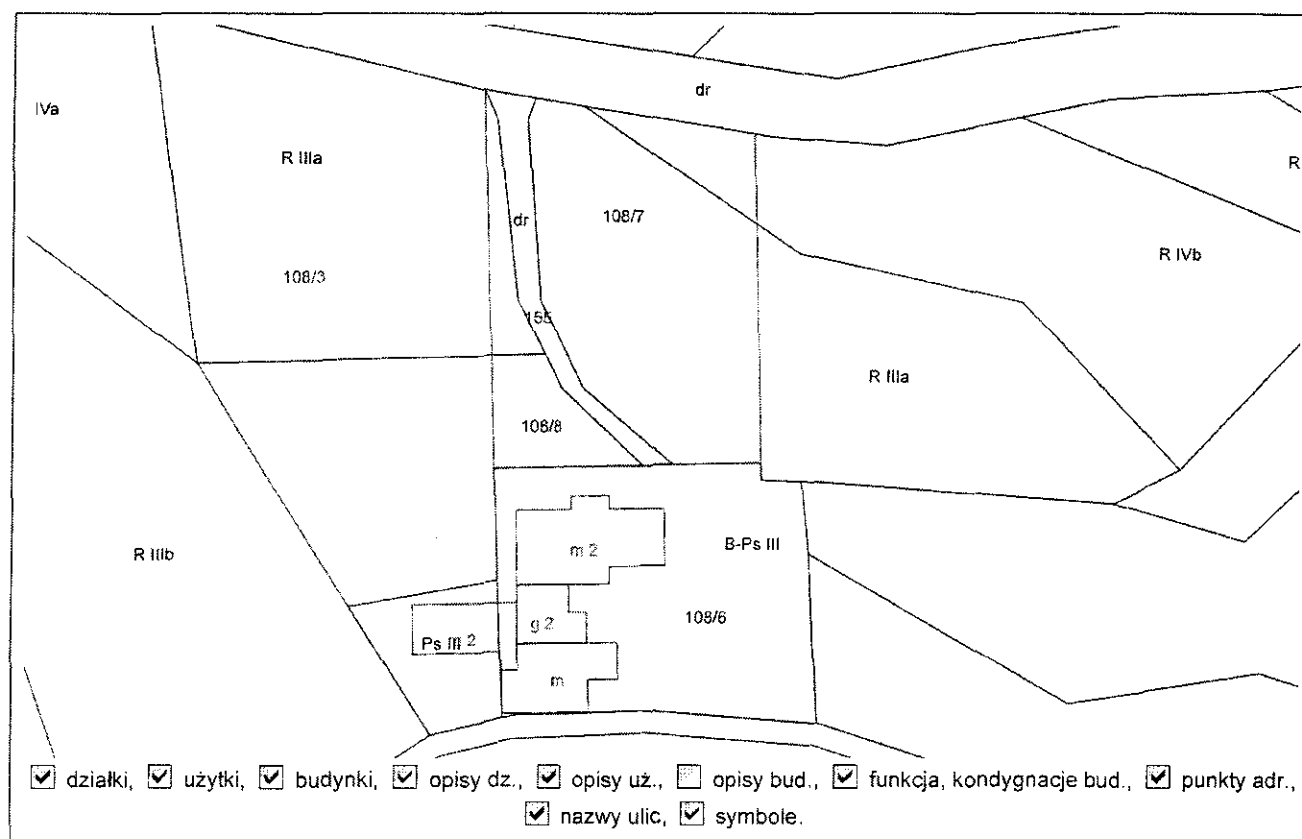 dr
IVa
R IIIa
R
dr
108/7
R IVb
108/3
155
R IIIa
108/8
m 2
B-Ps III
R IIIb
108/6
g 2
Ps III 2
m
działki, użytki, budynki, opisy dz., opisy uż., opisy bud., funkcja, kondygnacje bud., punkty adr.,
nazwy ulic, symbole.